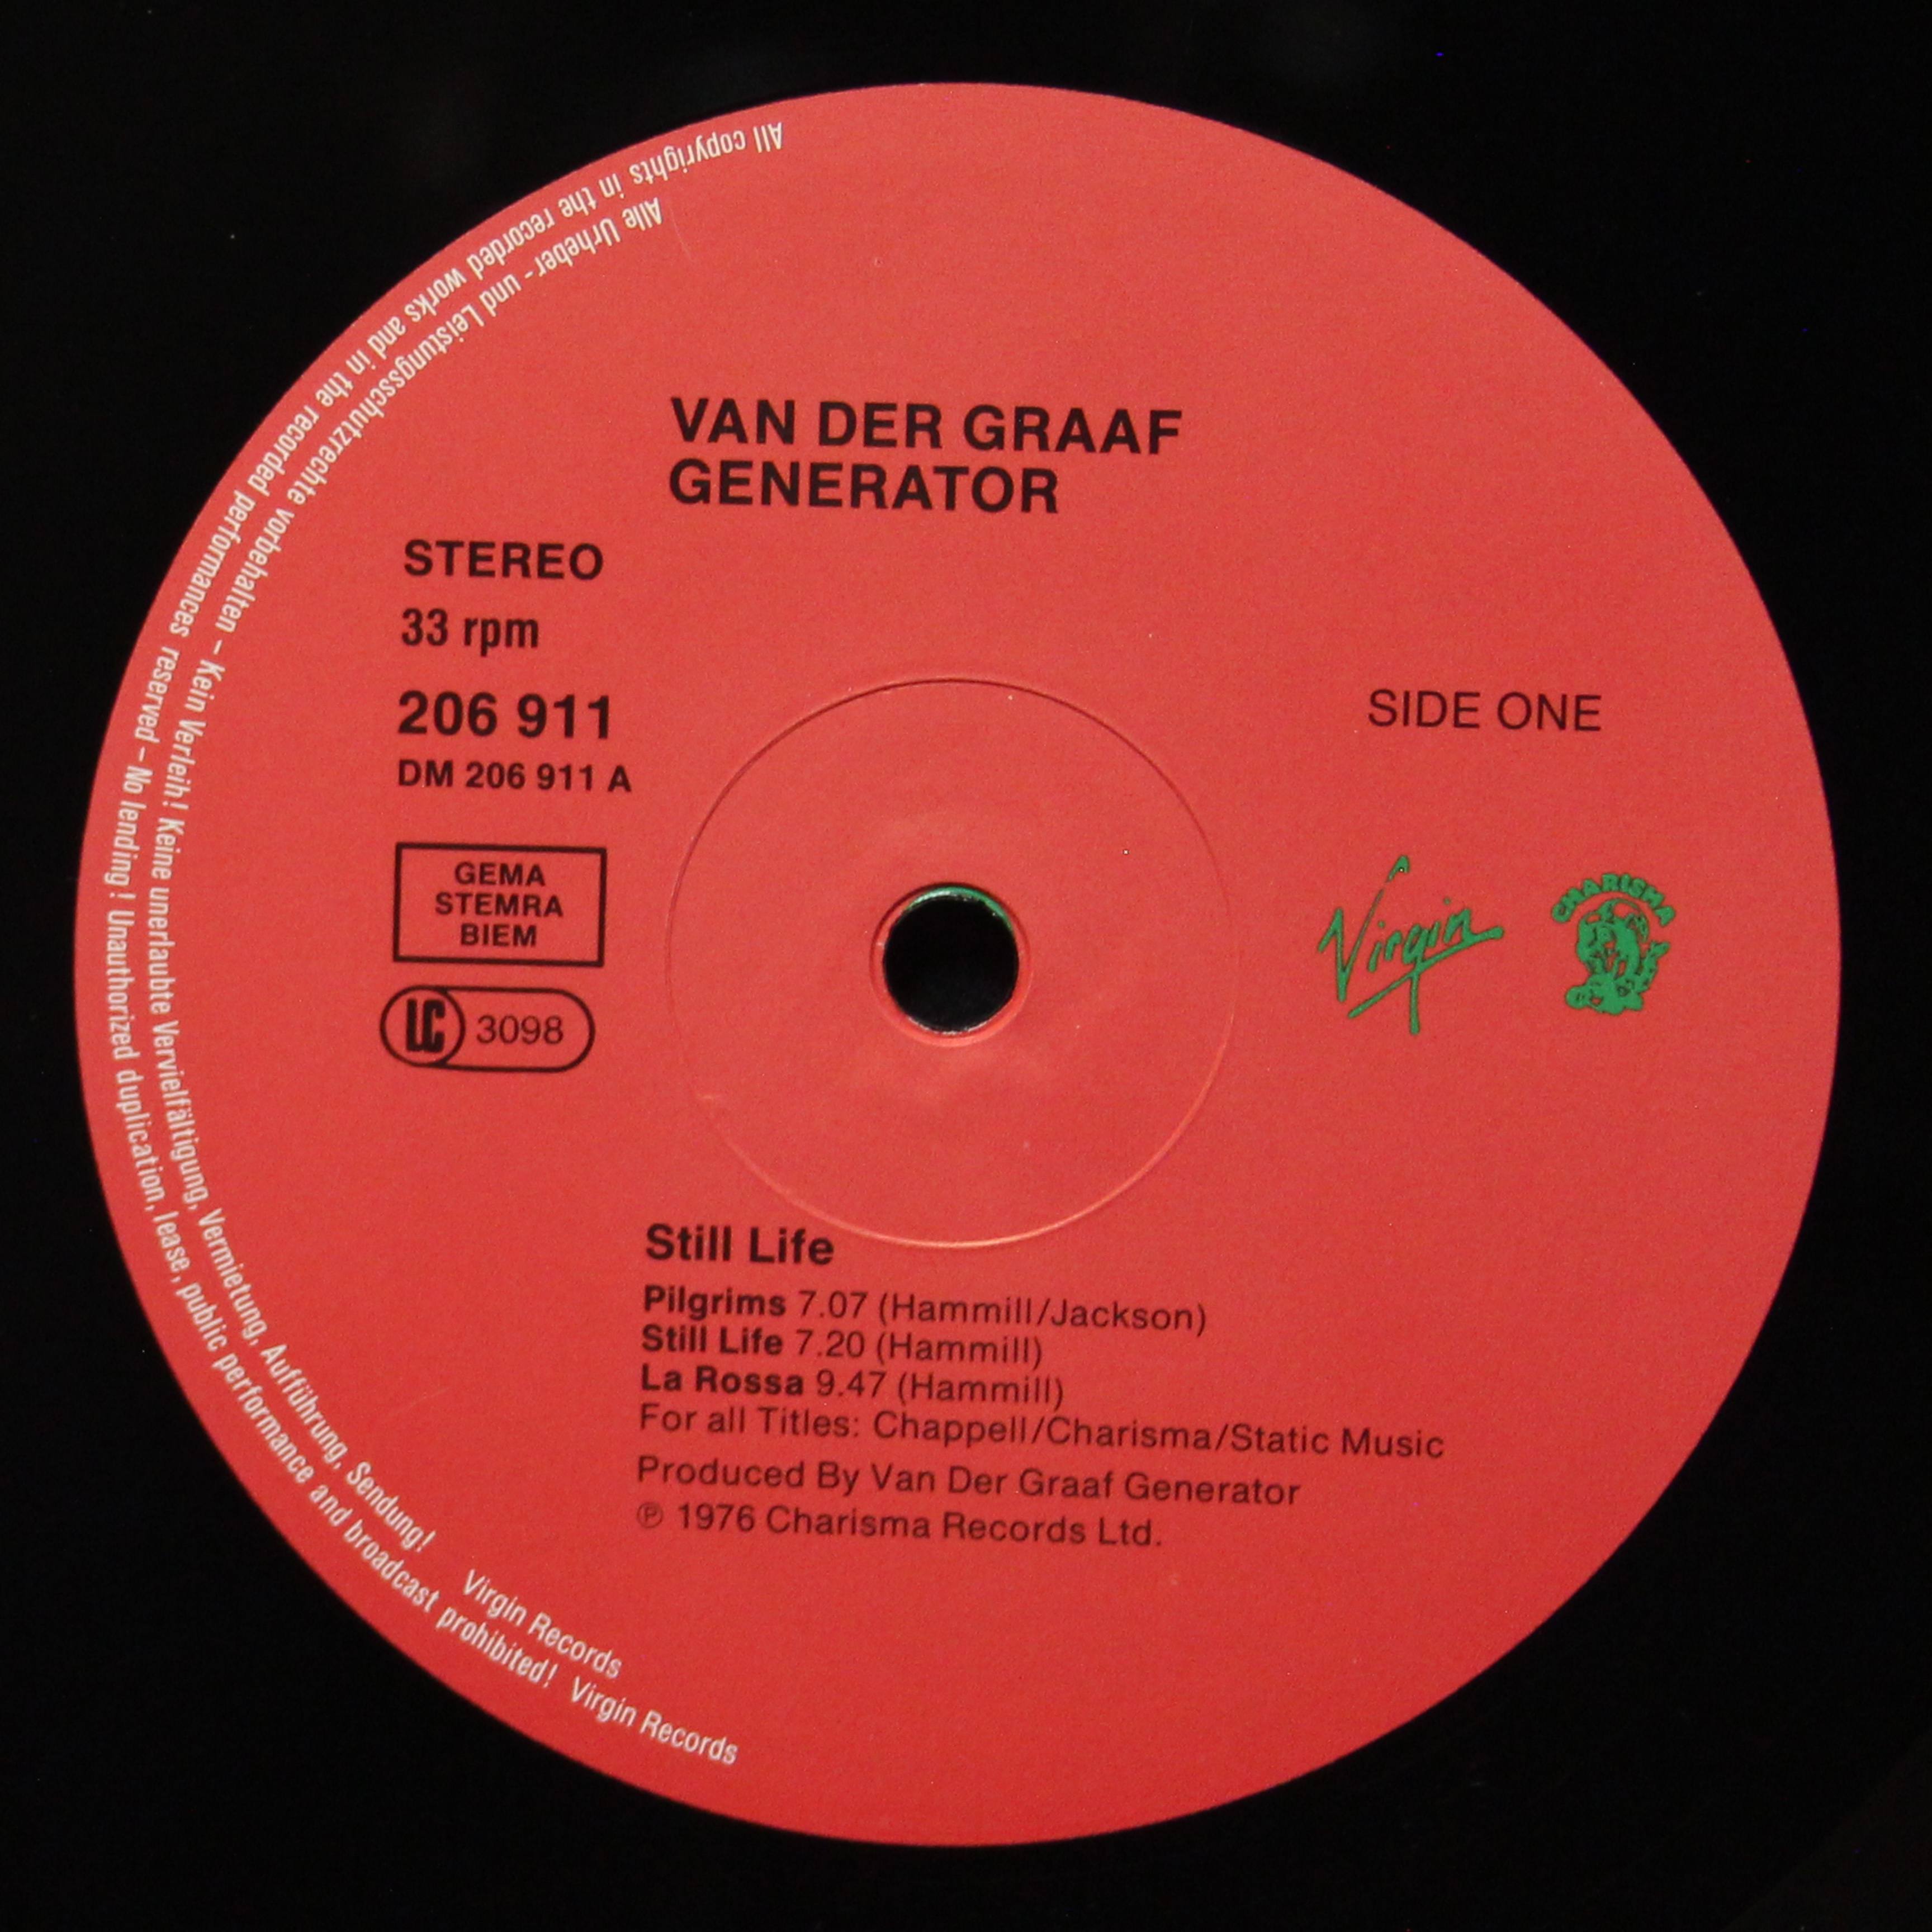 VAN DER GRAAF
GENERATOR
STEREO
33 rpm
206 911
DM 206 911 A
SIDE ONE
GEMA
STEMRA
BIEM
LC 3098
Virgin
CHARISMA
Still Life
Pilgrims 7.07 (Hammill/Jackson)
Still Life 7.20 (Hammill)
La Rossa 9.47 (Hammill)
For all Titles: Chappell/Charisma/Static Music
Produced By Van Der Graaf Generator
℗ 1976 Charisma Records Ltd.
Alle Urheber- und Leistungsschutzrechte vorbehalten – Kein Verleih! Keine unerlaubte Vervielfältigung, Vermietung, Aufführung, Sendung! Virgin Records
All copyrights in the recorded works and in the recorded performances reserved – No lending! Unauthorized duplication, lease, public performance and broadcast prohibited! Virgin Records